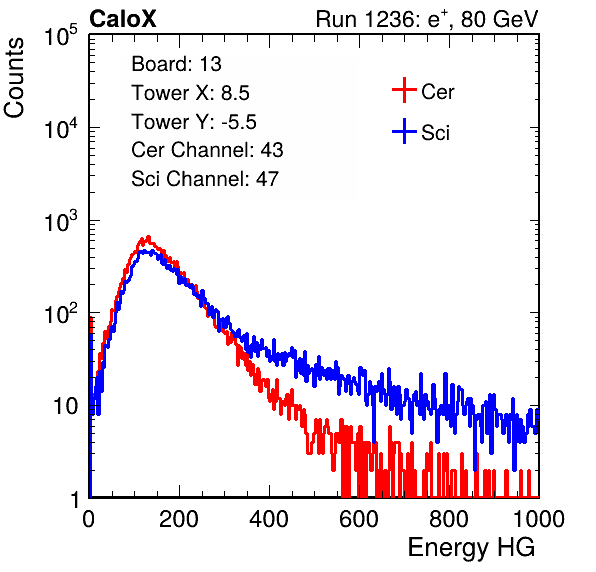 CaloX Run 1236: e⁺, 80 GeV
Counts
10⁵
10⁴
10³
10²
10
1
Board: 13
Tower X: 8.5
Tower Y: -5.5
Cer Channel: 43
Sci Channel: 47
Cer
Sci
0 200 400 600 800 1000
Energy HG